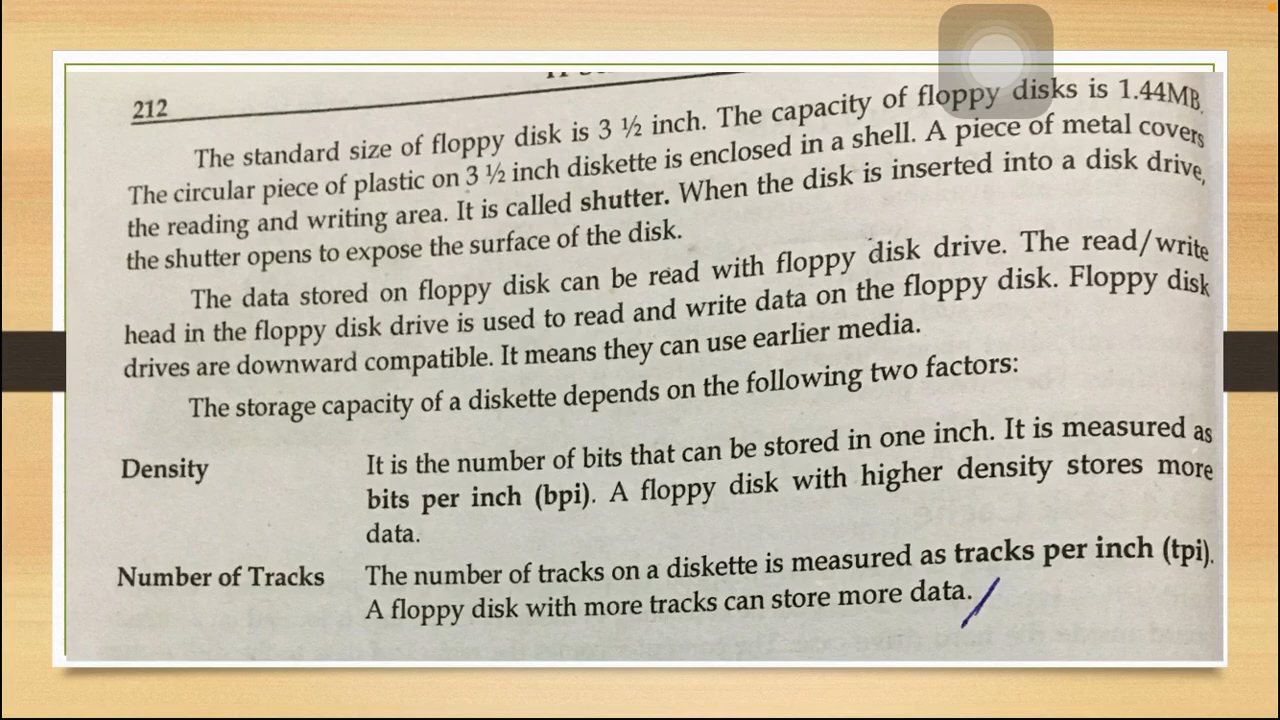 212
The standard size of floppy disk is 3 ½ inch. The capacity of floppy disks is 1.44MB.
The circular piece of plastic on 3 ½ inch diskette is enclosed in a shell. A piece of metal covers
the reading and writing area. It is called shutter. When the disk is inserted into a disk drive,
the shutter opens to expose the surface of the disk.
The data stored on floppy disk can be read with floppy disk drive. The read/write
head in the floppy disk drive is used to read and write data on the floppy disk. Floppy disk
drives are downward compatible. It means they can use earlier media.
The storage capacity of a diskette depends on the following two factors:
Density It is the number of bits that can be stored in one inch. It is measured as
bits per inch (bpi). A floppy disk with higher density stores more
data.
Number of Tracks The number of tracks on a diskette is measured as tracks per inch (tpi).
A floppy disk with more tracks can store more data.